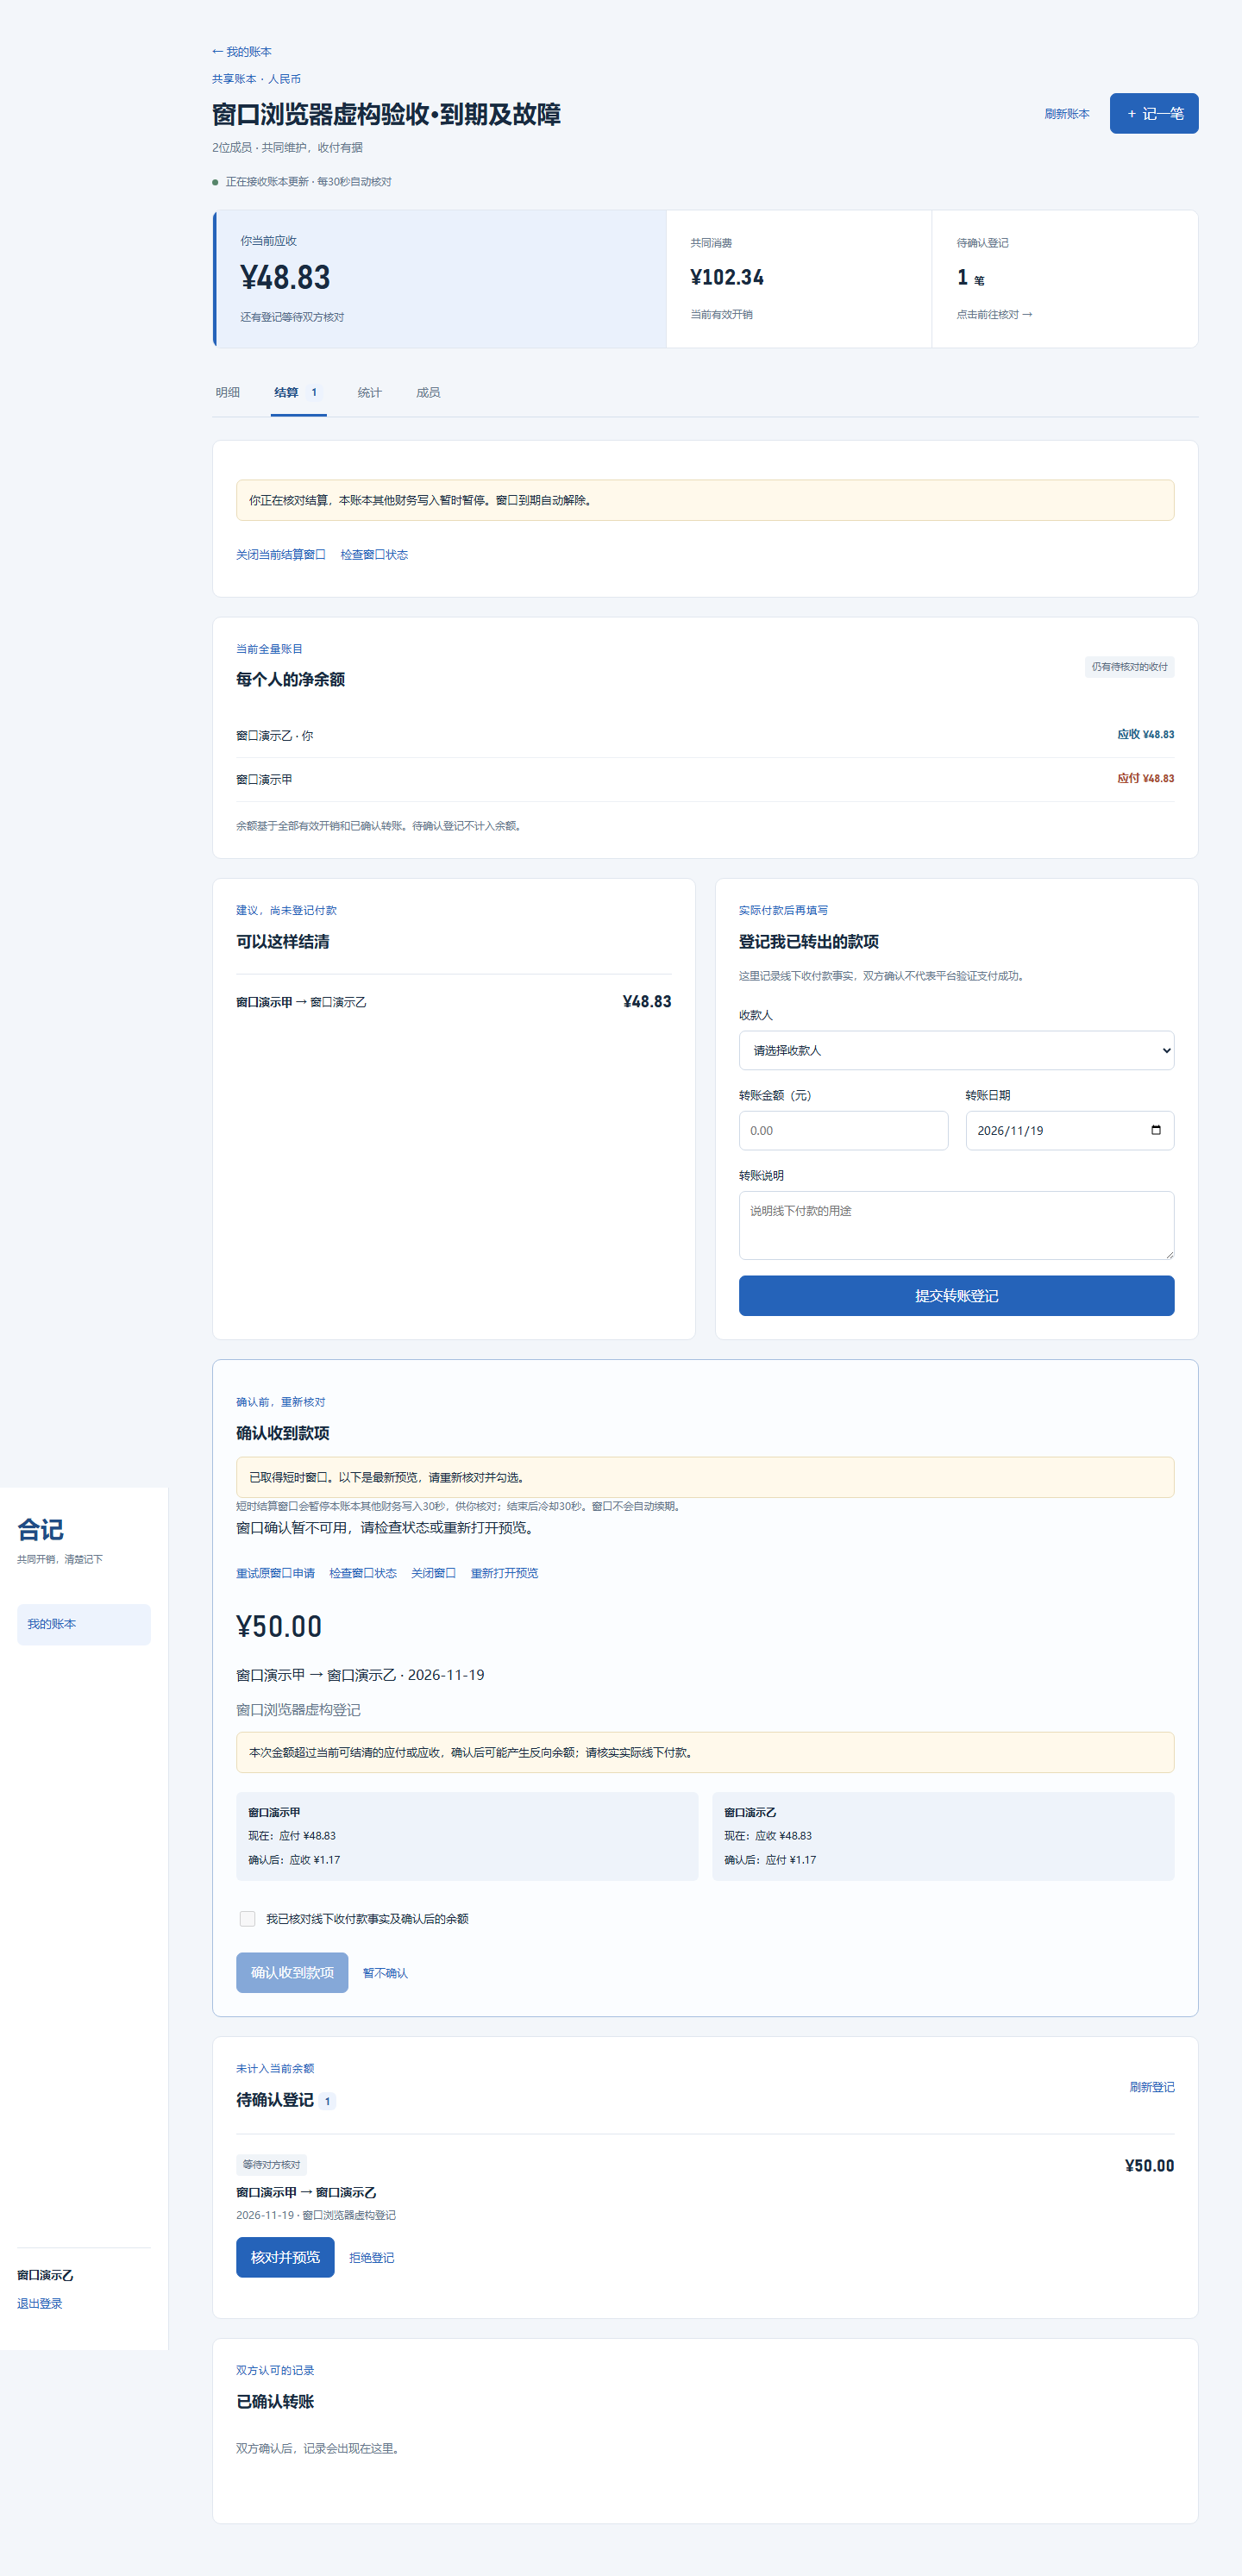 ← 我的账本
共享账本 · 人民币
窗口浏览器虚构验收·到期及故障
刷新账本
+ 记一笔
2位成员 · 共同维护，收付有据
正在接收账本更新 · 每30秒自动核对
你当前应收
¥48.83
还有登记等待双方核对
共同消费
¥102.34
当前有效开销
待确认登记
1 笔
点击前往核对 →
明细
结算 1
统计
成员
你正在核对结算，本账本其他财务写入暂时暂停。窗口到期自动解除。
关闭当前结算窗口
检查窗口状态
当前全量账目
每个人的净余额
仍有待核对的收付
窗口演示乙 · 你
应收 ¥48.83
窗口演示甲
应付 ¥48.83
余额基于全部有效开销和已确认转账。待确认登记不计入余额。
建议，尚未登记付款
可以这样结清
窗口演示甲 → 窗口演示乙
¥48.83
实际付款后再填写
登记我已转出的款项
这里记录线下收付款事实，双方确认不代表平台验证支付成功。
收款人
请选择收款人
转账金额（元）
转账日期
0.00
2026/11/19
转账说明
说明线下付款的用途
提交转账登记
确认前，重新核对
确认收到款项
已取得短时窗口。以下是最新预览，请重新核对并勾选。
短时结算窗口会暂停本账本其他财务写入30秒，供你核对；结束后冷却30秒。窗口不会自动续期。
窗口确认暂不可用，请检查状态或重新打开预览。
重试原窗口申请
检查窗口状态
关闭窗口
重新打开预览
¥50.00
窗口演示甲 → 窗口演示乙 · 2026-11-19
窗口浏览器虚构登记
本次金额超过当前可结清的应付或应收，确认后可能产生反向余额；请核实实际线下付款。
窗口演示甲
现在：应付 ¥48.83
确认后：应收 ¥1.17
窗口演示乙
现在：应收 ¥48.83
确认后：应付 ¥1.17
我已核对线下收付款事实及确认后的余额
确认收到款项
暂不确认
未计入当前余额
待确认登记 1
刷新登记
等待对方核对
¥50.00
窗口演示甲 → 窗口演示乙
2026-11-19 · 窗口浏览器虚构登记
核对并预览
拒绝登记
双方认可的记录
已确认转账
双方确认后，记录会出现在这里。
合记
共同开销，清楚记下
我的账本
窗口演示乙
退出登录